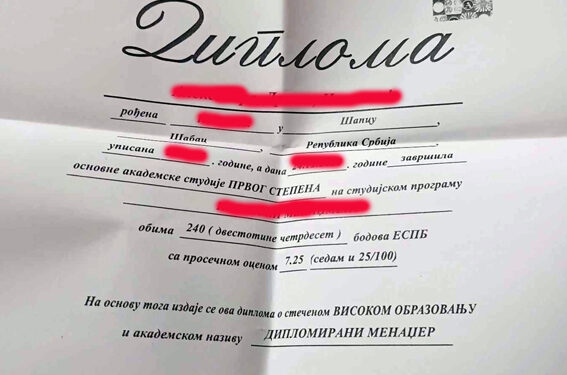 Диплома
рођена у Шапцу
Шабац, Република Србија
уписана . године, а дана године завршила
основне академске студије ПРВОГ СТЕПЕНА на студијском програму
обима 240 ( двестотине четрдесет ) бодова ЕСПБ
са просечном оценом 7.25 (седам и 25/100)
На основу тога издаје се ова диплома о стеченом ВИСОКОМ ОБРАЗОВАЊУ
и академском називу ДИПЛОМИРАНИ МЕНАЏЕР